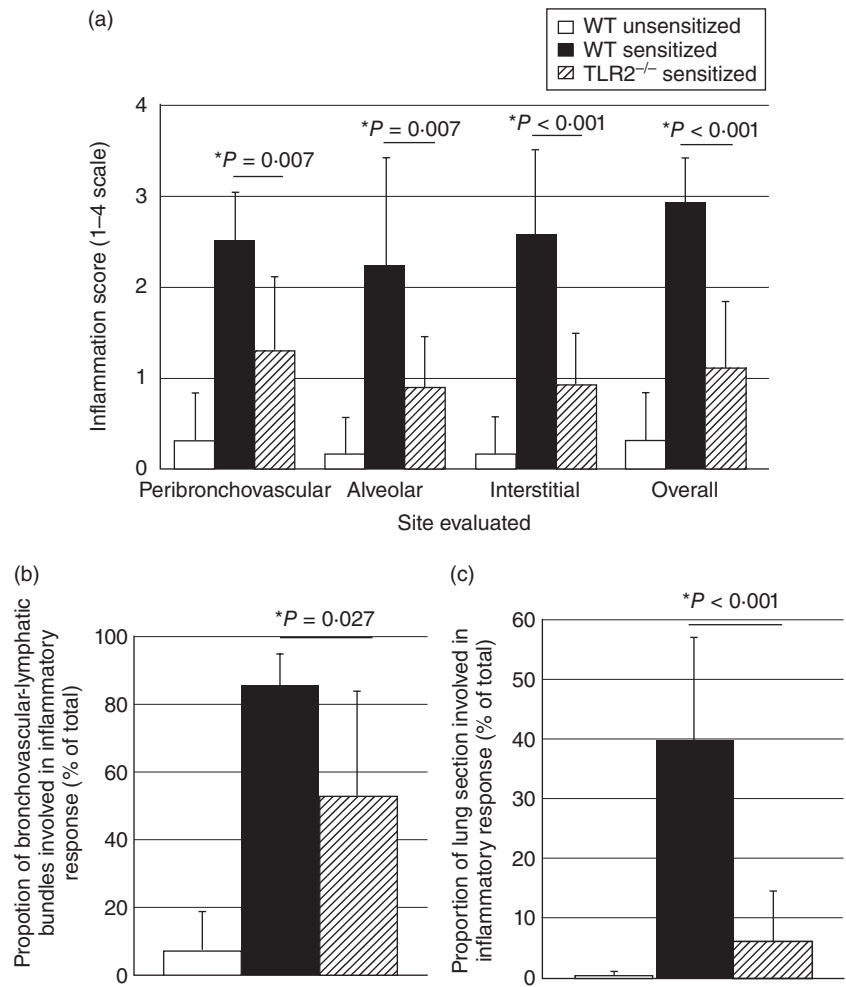 (a)
WT unsensitized
WT sensitized
TLR2–/– sensitized
Inflammation score (1–4 scale)
4
3
2
1
0
*P = 0·007
*P = 0·007
*P < 0·001
*P < 0·001
Peribronchovascular
Alveolar
Interstitial
Overall
Site evaluated
(b)
Propotion of bronchovascular-lymphatic
bundles involved in inflammatory
response (% of total)
100
80
60
40
20
0
*P = 0·027
(c)
Proportion of lung section involved in
inflammatory response (% of total)
60
50
40
30
20
10
0
*P < 0·001